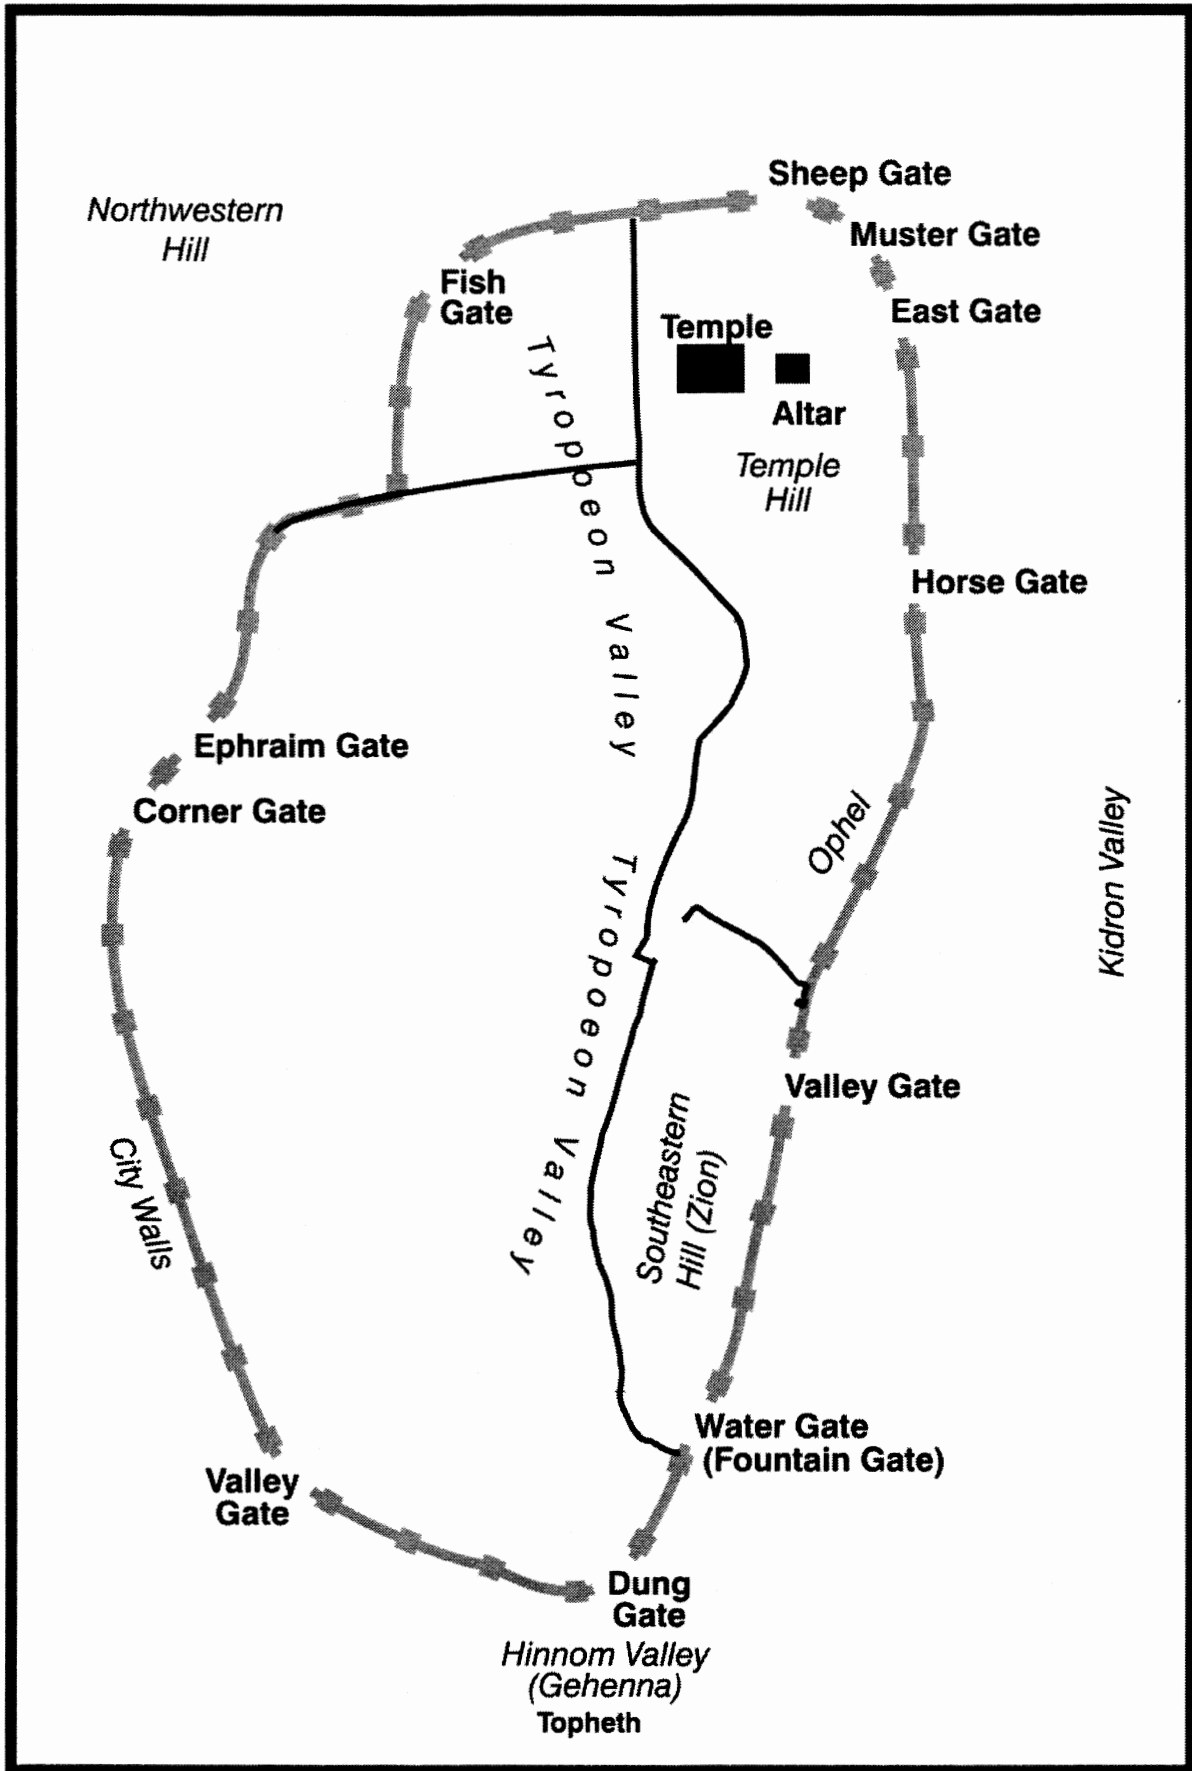 Sheep Gate
Northwestern
Hill
Muster Gate
Fish
Gate
East Gate
Temple
Tyropoeon Valley
Altar
Temple
Hill
Horse Gate
Ephraim Gate
Corner Gate
Ophel
Kidron Valley
Tyropoeon Valley
Valley Gate
Southeastern
Hill (Zion)
City Walls
Water Gate
(Fountain Gate)
Valley
Gate
Dung
Gate
Hinnom Valley
(Gehenna)
Topheth